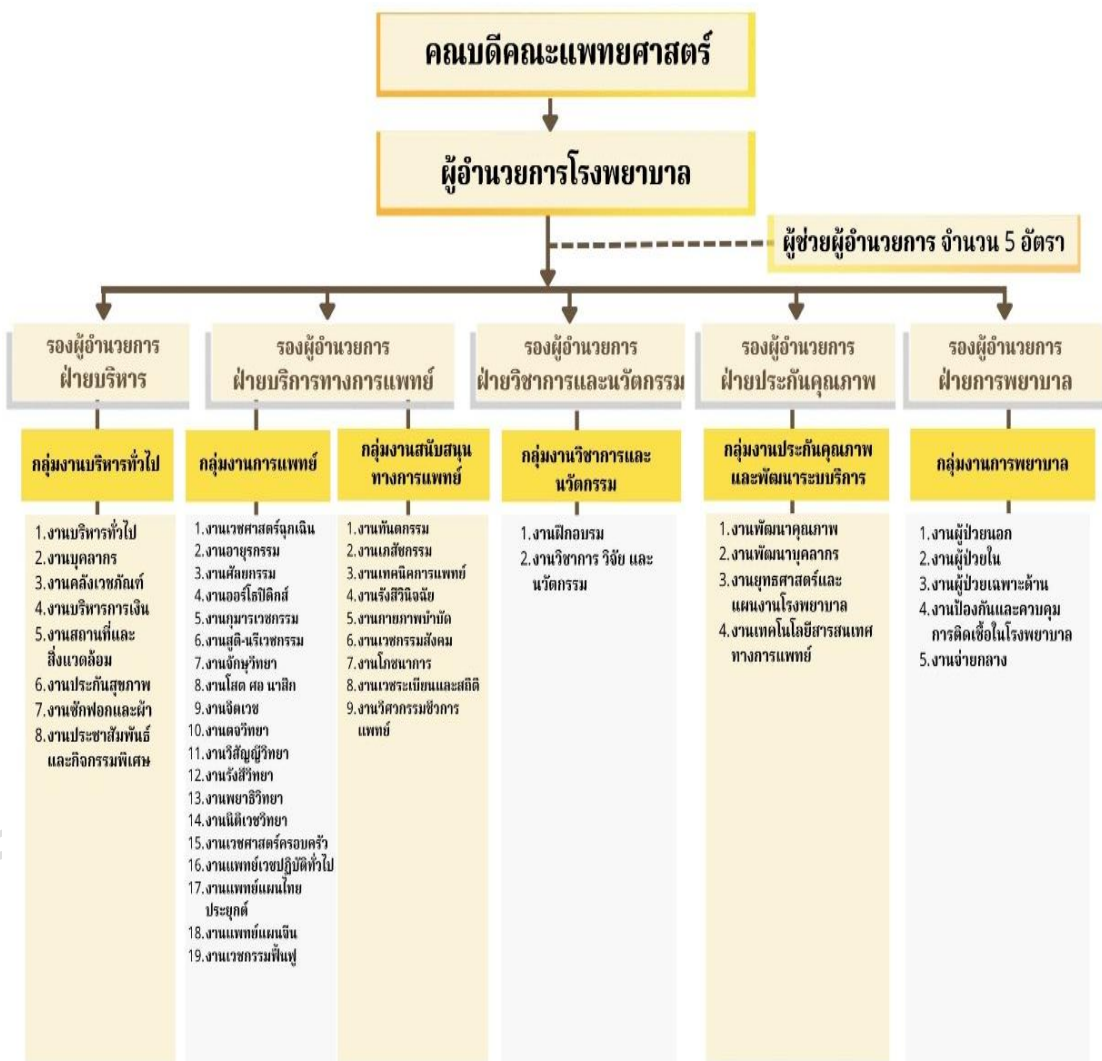 คณบดีคณะแพทยศาสตร์
ผู้อำนวยการโรงพยาบาล
ผู้ช่วยผู้อำนวยการ จำนวน 5 อัตรา
รองผู้อำนวยการ
ฝ่ายบริหาร
รองผู้อำนวยการ
ฝ่ายบริการทางการแพทย์
รองผู้อำนวยการ
ฝ่ายวิชาการและนวัตกรรม
รองผู้อำนวยการ
ฝ่ายประกันคุณภาพ
รองผู้อำนวยการ
ฝ่ายการพยาบาล
กลุ่มงานบริหารทั่วไป
1.งานบริหารทั่วไป
2.งานบุคลากร
3.งานคลังเวชภัณฑ์
4.งานบริหารการเงิน
5.งานสถานที่และ
สิ่งแวดล้อม
6.งานประกันสุขภาพ
7.งานซักฟอกและผ้า
8.งานประชาสัมพันธ์
และกิจกรรมพิเศษ
กลุ่มงานการแพทย์
1.งานเวชศาสตร์ฉุกเฉิน
2.งานอายุรกรรม
3.งานศัลยกรรม
4.งานออร์โธปิดิกส์
5.งานกุมารเวชกรรม
6.งานสูติ-นรีเวชกรรม
7.งานจักษุวิทยา
8.งานโสต ศอ นาสิก
9.งานจิตเวช
10.งานตจวิทยา
11.งานวิสัญญีวิทยา
12.งานรังสีวิทยา
13.งานพยาธิวิทยา
14.งานนิติเวชวิทยา
15.งานเวชศาสตร์ครอบครัว
16.งานแพทย์เวชปฏิบัติทั่วไป
17.งานแพทย์แผนไทย
ประยุกต์
18.งานแพทย์แผนจีน
19.งานเวชกรรมฟื้นฟู
กลุ่มงานสนับสนุน
ทางการแพทย์
1.งานทันตกรรม
2.งานเภสัชกรรม
3.งานเทคนิคการแพทย์
4.งานรังสีวินิจฉัย
5.งานกายภาพบำบัด
6.งานเวชกรรมสังคม
7.งานโภชนาการ
8.งานเวชระเบียนและสถิติ
9.งานวิศวกรรมชีวการ
แพทย์
กลุ่มงานวิชาการและ
นวัตกรรม
1.งานฝึกอบรม
2.งานวิชาการ วิจัย และ
นวัตกรรม
กลุ่มงานประกันคุณภาพ
และพัฒนาระบบบริการ
1.งานพัฒนาคุณภาพ
2.งานพัฒนาบุคลากร
3.งานยุทธศาสตร์และ
แผนงานโรงพยาบาล
4.งานเทคโนโลยีสารสนเทศ
ทางการแพทย์
กลุ่มงานการพยาบาล
1.งานผู้ป่วยนอก
2.งานผู้ป่วยใน
3.งานผู้ป่วยเฉพาะด้าน
4.งานป้องกันและควบคุม
การติดเชื้อในโรงพยาบาล
5.งานจ่ายกลาง